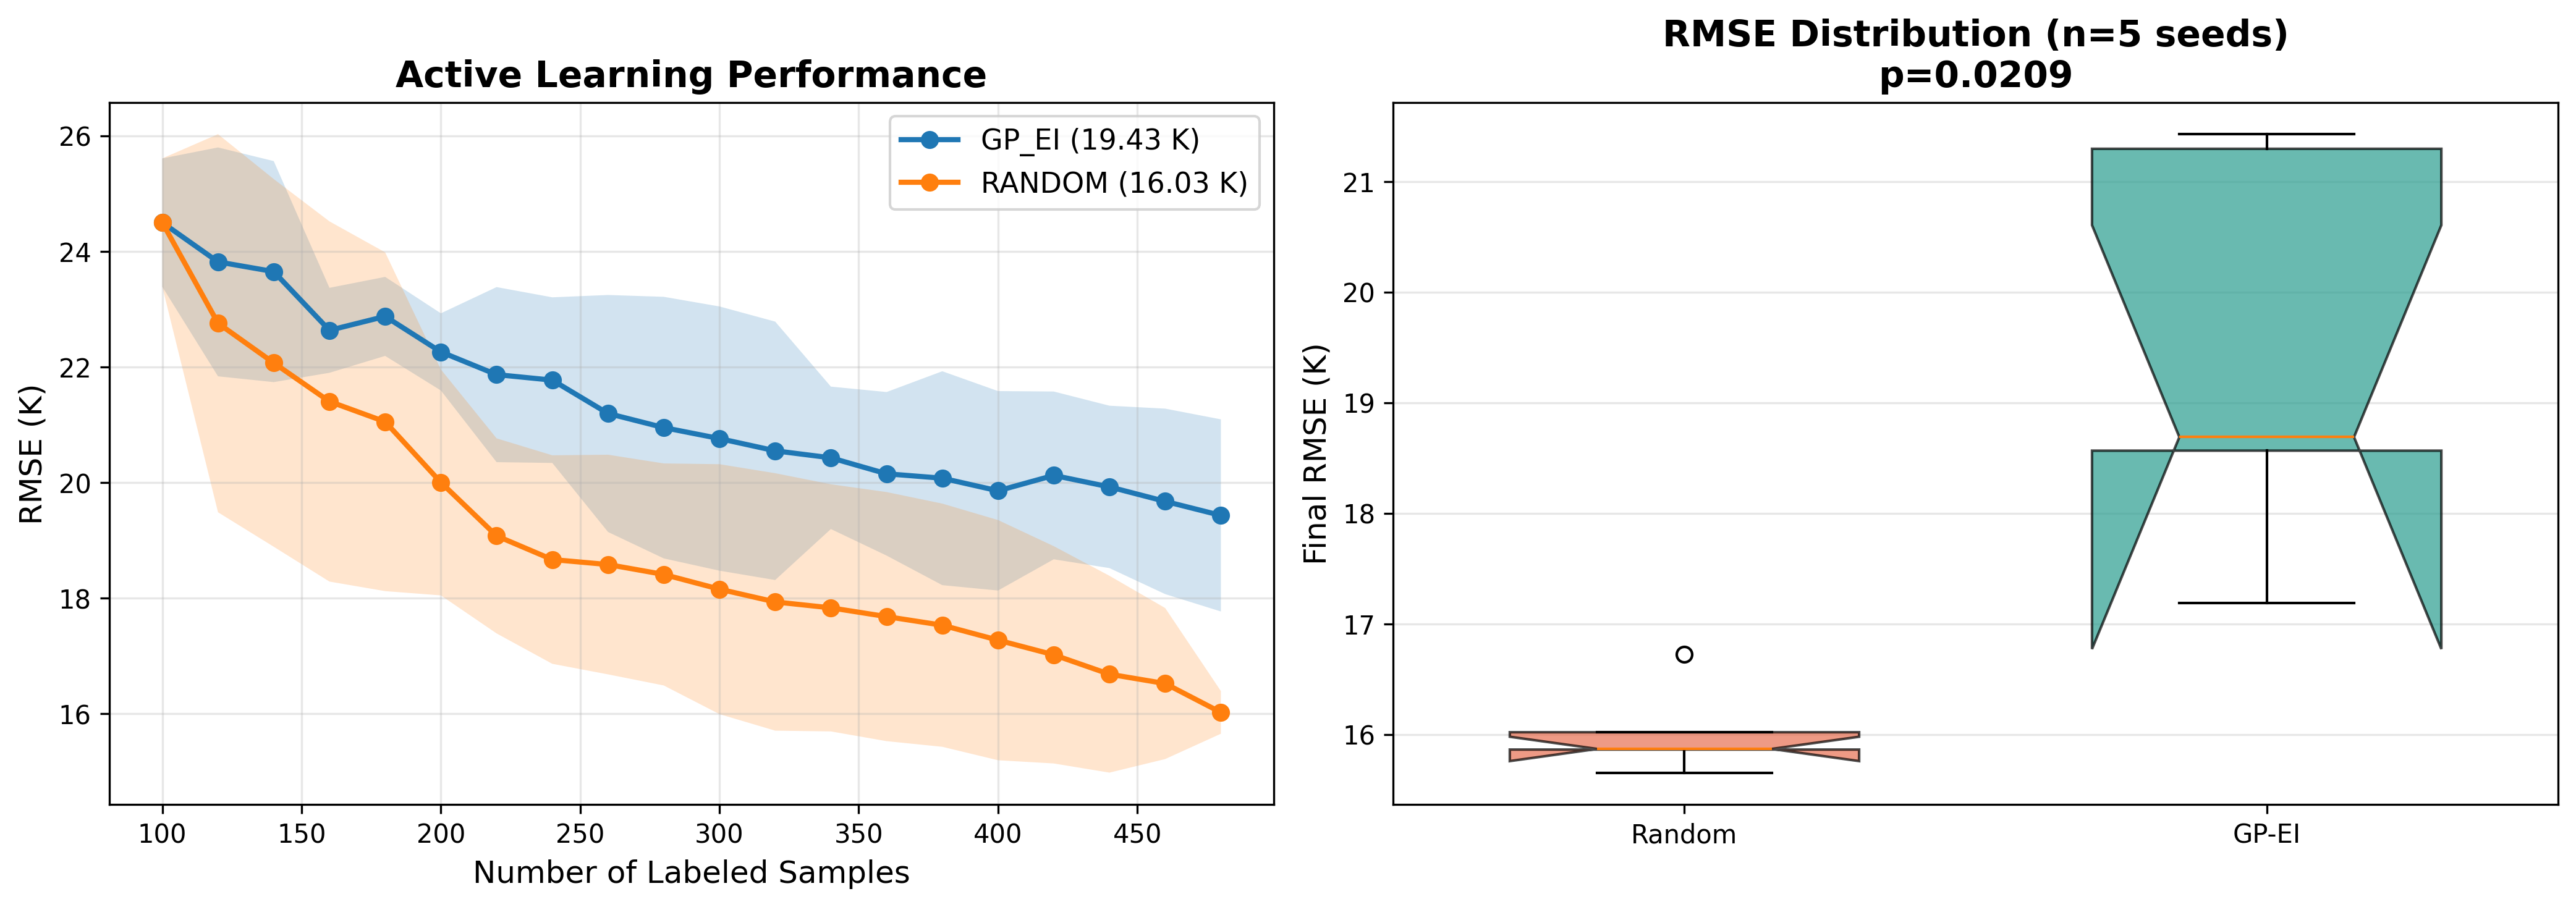 Active Learning Performance
GP_EI (19.43 K)
RANDOM (16.03 K)
RMSE (K)
26
24
22
20
18
16
100
150
200
250
300
350
400
450
Number of Labeled Samples
RMSE Distribution (n=5 seeds)
p=0.0209
Final RMSE (K)
21
20
19
18
17
16
Random
GP-EI